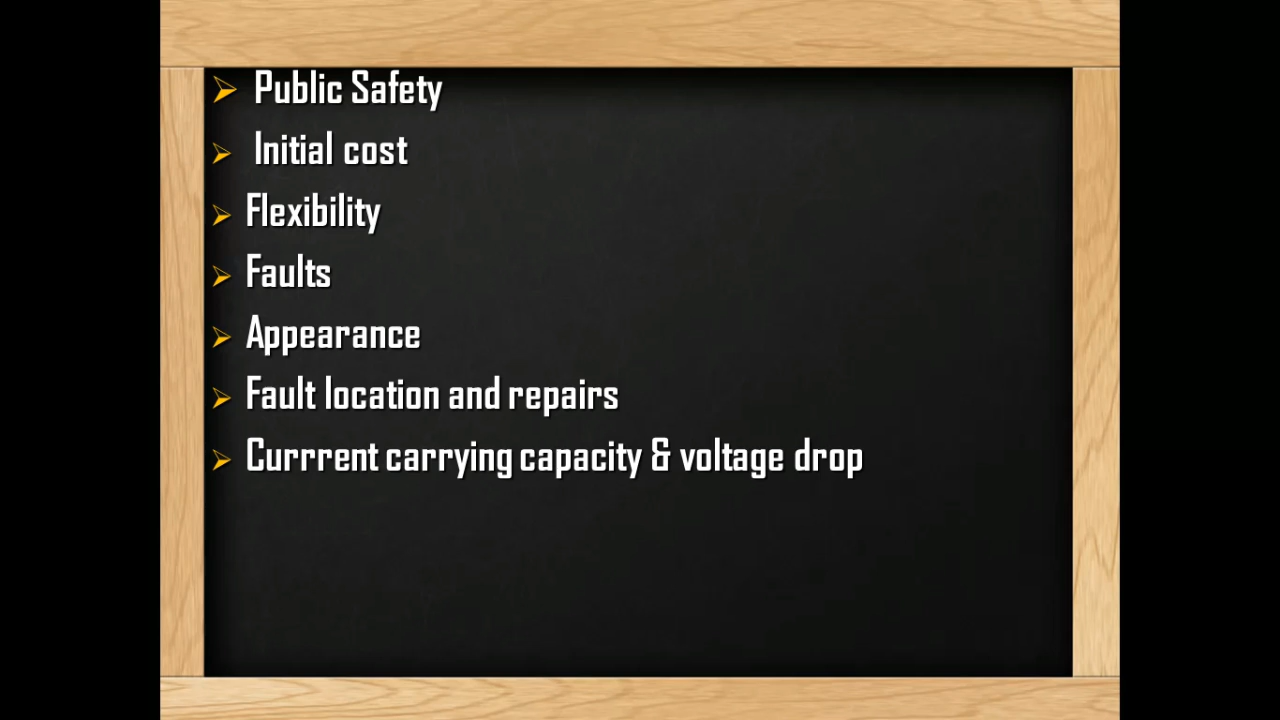 Public Safety
Initial cost
Flexibility
Faults
Appearance
Fault location and repairs
Currrent carrying capacity & voltage drop